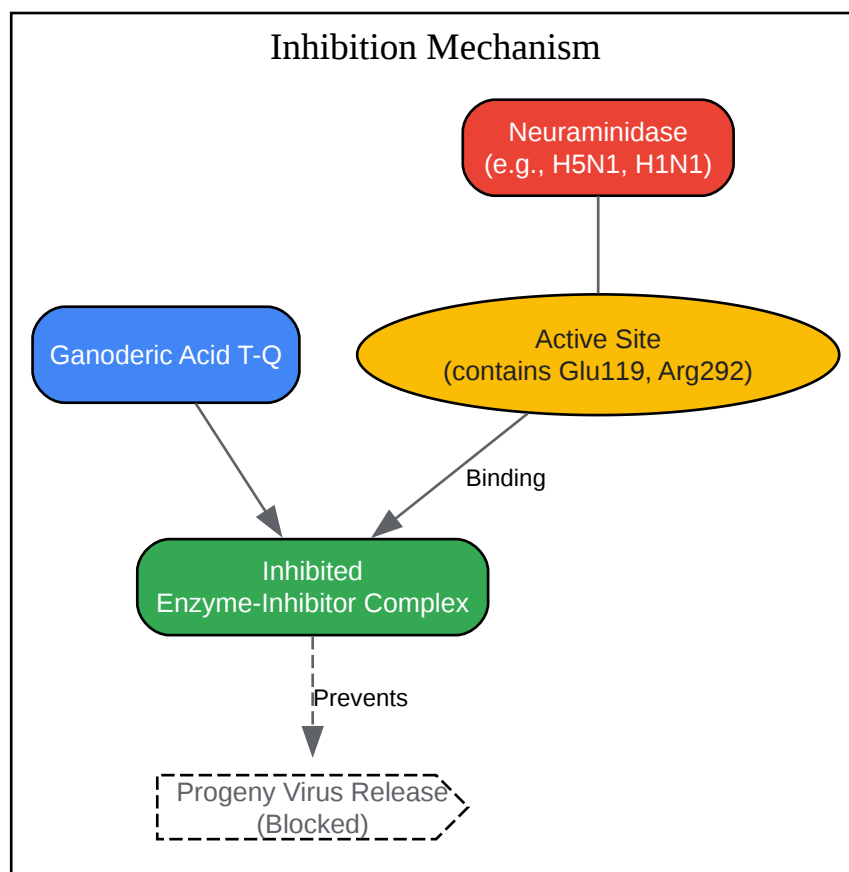 Inhibition Mechanism
Neuraminidase
(e.g., H5N1, H1N1)
Ganoderic Acid T-Q
Active Site
(contains Glu119, Arg292)
Binding
Inhibited
Enzyme-Inhibitor Complex
Prevents
Progeny Virus Release
(Blocked)